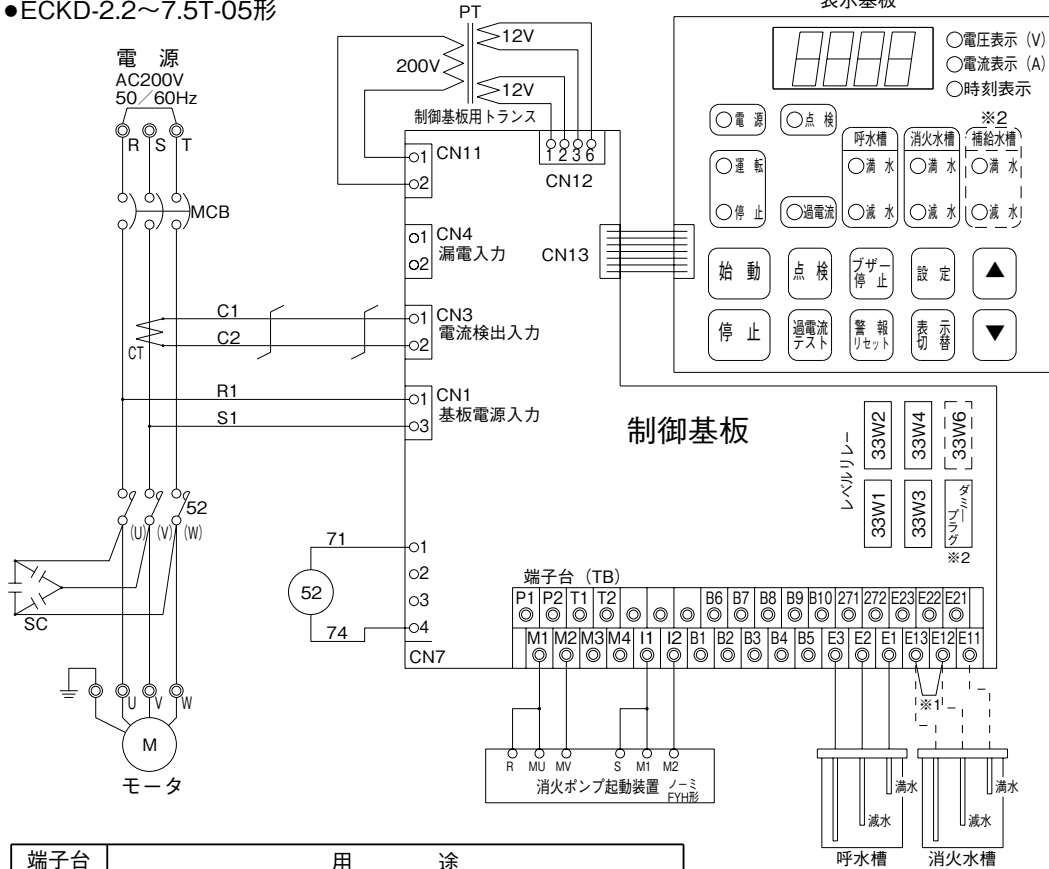 ●ECKD-2.2〜7.5T-05形
電 源
AC200V
50／60Hz
R S T
MCB
C1
C2
CT
R1
S1
52
(U) (V) (W)
SC
71
52
74
U V W
M
モータ
PT
12V
200V
12V
制御基板用トランス
1 CN11
2
1 2 3 6
CN12
1 CN4
漏電入力
2
CN13
1 CN3
電流検出入力
2
1 CN1
基板電源入力
3
制御基板
1
2
3
4
CN7
表示基板
電圧表示（V）
電流表示（A）
時刻表示
電 源
点 検
※2
呼水槽
消火水槽
補給水槽
運 転
満 水
満 水
満 水
停 止
過電流
減 水
減 水
減 水
始 動
点 検
ブザー
停 止
設 定
▲
停 止
過電流
テスト
警 報
リセット
表 示
切 替
▼
レベルリレー
33W2
33W4
33W6
33W1
33W3
ダミー
プラグ
※2
端子台（TB）
P1 P2 T1 T2 B6 B7 B8 B9 B10 271 272 E23 E22 E21
M1 M2 M3 M4 I1 I2 B1 B2 B3 B4 B5 E3 E2 E1 E13 E12 E11
※1
R MU MV S M1 M2
消火ポンプ起動装置
ノーミ
FYH形
満水
減水
呼水槽
満水
減水
消火水槽
端子台
用 途